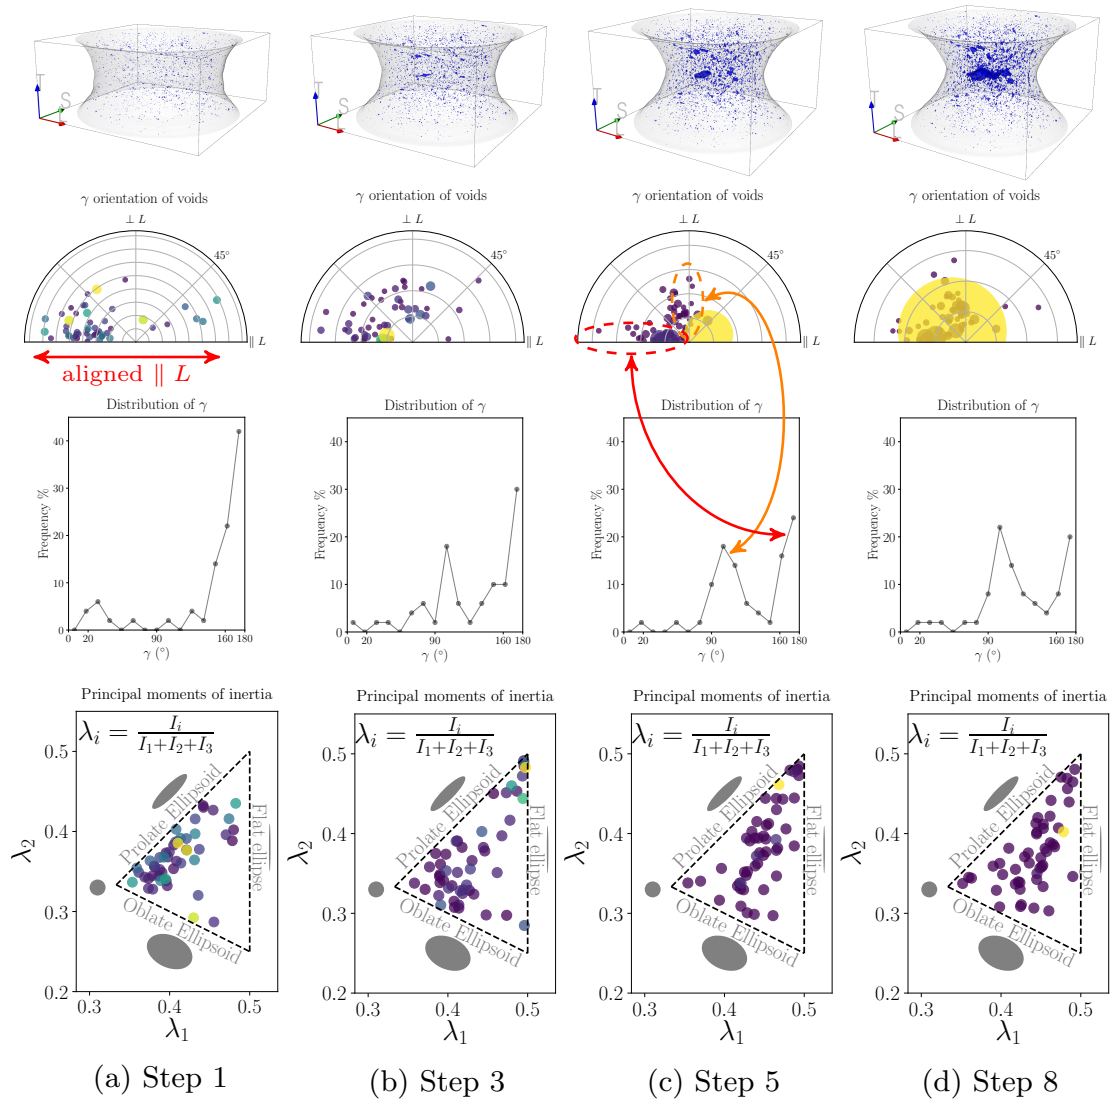 T S L
T S L
T S L
T S L
γ orientation of voids
γ orientation of voids
γ orientation of voids
γ orientation of voids
⊥ L
⊥ L
⊥ L
⊥ L
45°
45°
45°
45°
∥ L
∥ L
∥ L
∥ L
aligned ∥ L
Distribution of γ
Distribution of γ
Distribution of γ
Distribution of γ
Frequency %
40
30
20
10
0
0 20 90 160 180
γ (°)
Frequency %
40
30
20
10
0
0 20 90 160 180
γ (°)
Frequency %
40
30
20
10
0
0 20 90 160 180
γ (°)
Frequency %
40
30
20
10
0
0 20 90 160 180
γ (°)
Principal moments of inertia
Principal moments of inertia
Principal moments of inertia
Principal moments of inertia
λi = Ii / I1+I2+I3
Prolate Ellipsoid
Flat ellipse
Oblate Ellipsoid
λ2
0.5
0.4
0.3
0.2
0.3 0.4 0.5
λ1
λi = Ii / I1+I2+I3
Prolate Ellipsoid
Flat ellipse
Oblate Ellipsoid
λ2
0.5
0.4
0.3
0.2
0.3 0.4 0.5
λ1
λi = Ii / I1+I2+I3
Prolate Ellipsoid
Flat ellipse
Oblate Ellipsoid
λ2
0.5
0.4
0.3
0.2
0.3 0.4 0.5
λ1
λi = Ii / I1+I2+I3
Prolate Ellipsoid
Flat ellipse
Oblate Ellipsoid
λ2
0.5
0.4
0.3
0.2
0.3 0.4 0.5
λ1
(a) Step 1
(b) Step 3
(c) Step 5
(d) Step 8